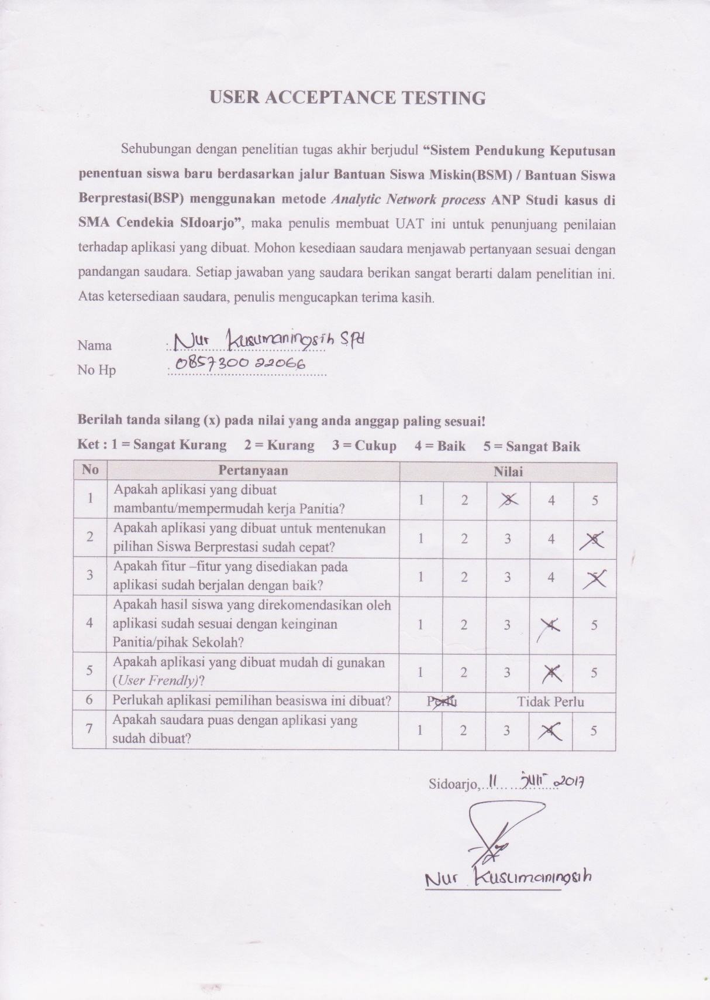 USER ACCEPTANCE TESTING
Sehubungan dengan penelitian tugas akhir berjudul “Sistem Pendukung Keputusan
penentuan siswa baru berdasarkan jalur Bantuan Siswa Miskin(BSM) / Bantuan Siswa
Berprestasi(BSP) menggunakan metode Analytic Network process ANP Studi kasus di
SMA Cendekia SIdoarjo”, maka penulis membuat UAT ini untuk penunjuang penilaian
terhadap aplikasi yang dibuat. Mohon kesediaan saudara menjawab pertanyaan sesuai dengan
pandangan saudara. Setiap jawaban yang saudara berikan sangat berarti dalam penelitian ini.
Atas ketersediaan saudara, penulis mengucapkan terima kasih.
Nama : Nur Kusumaningsih S.Pd
No Hp : 0857300 22066
Berilah tanda silang (x) pada nilai yang anda anggap paling sesuai!
Ket : 1 = Sangat Kurang 2 = Kurang 3 = Cukup 4 = Baik 5 = Sangat Baik
No Pertanyaan Nilai
1 Apakah aplikasi yang dibuat
mambantu/mempermudah kerja Panitia? 1 2 3 4 5
2 Apakah aplikasi yang dibuat untuk mentenukan
pilihan Siswa Berprestasi sudah cepat? 1 2 3 4 5
3 Apakah fitur –fitur yang disediakan pada
aplikasi sudah berjalan dengan baik? 1 2 3 4 5
Apakah hasil siswa yang direkomendasikan oleh
4 aplikasi sudah sesuai dengan keinginan 1 2 3 4 5
Panitia/pihak Sekolah?
5 Apakah aplikasi yang dibuat mudah di gunakan
(User Frendly)? 1 2 3 4 5
6 Perlukah aplikasi pemilihan beasiswa ini dibuat? Perlu Tidak Perlu
7 Apakah saudara puas dengan aplikasi yang
sudah dibuat? 1 2 3 4 5
Sidoarjo, 11 juli 2017
Nur Kusumaningsih